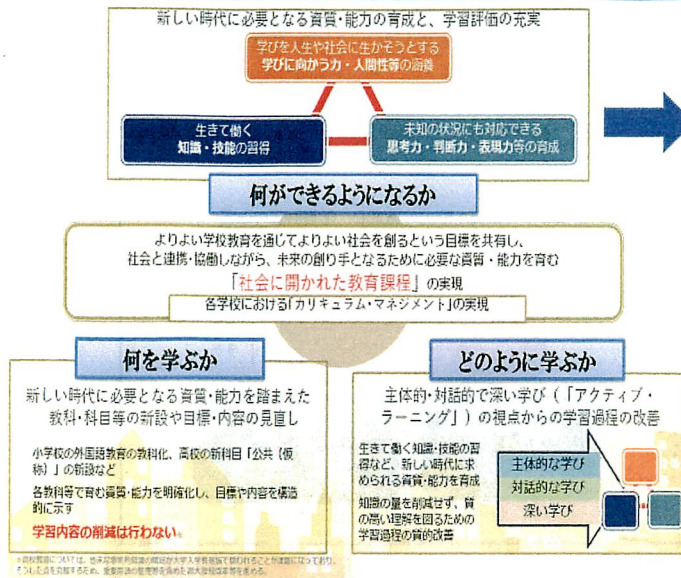 新しい時代に必要となる資質・能力の育成と、学習評価の充実
学びを人生や社会に生かそうとする
学びに向かう力・人間性等の涵養
生きて働く
知識・技能の習得
未知の状況にも対応できる
思考力・判断力・表現力等の育成
何ができるようになるか
よりよい学校教育を通じてよりよい社会を創るという目標を共有し、
社会と連携・協働しながら、未来の創り手となるために必要な資質・能力を育む
「社会に開かれた教育課程」の実現
各学校における「カリキュラム・マネジメント」の実現
何を学ぶか
新しい時代に必要となる資質・能力を踏まえた
教科・科目等の新設や目標・内容の見直し
小学校の外国語教育の教科化、高校の新科目「公共(仮
称)」の新設など
各教科等で育む資質・能力を明確化し、目標や内容を構造
的に示す
学習内容の削減は行わない※
どのように学ぶか
主体的・対話的で深い学び(「アクティブ・
ラーニング」)の視点からの学習過程の改善
生きて働く知識・技能の習
得など、新しい時代に求
められる資質・能力を育成
知識の量を削減せず、質
の高い理解を図るための
学習過程の質的改善
主体的な学び
対話的な学び
深い学び